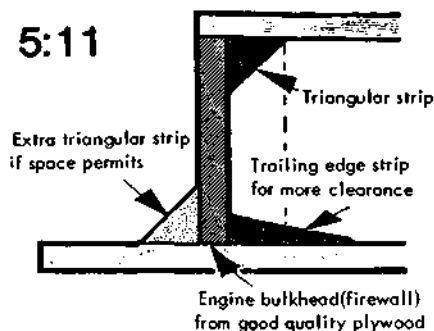 5:11
Triangular strip
Extra triangular strip
if space permits
Trailing edge strip
for more clearance
Engine bulkhead(firewall)
from good quality plywood